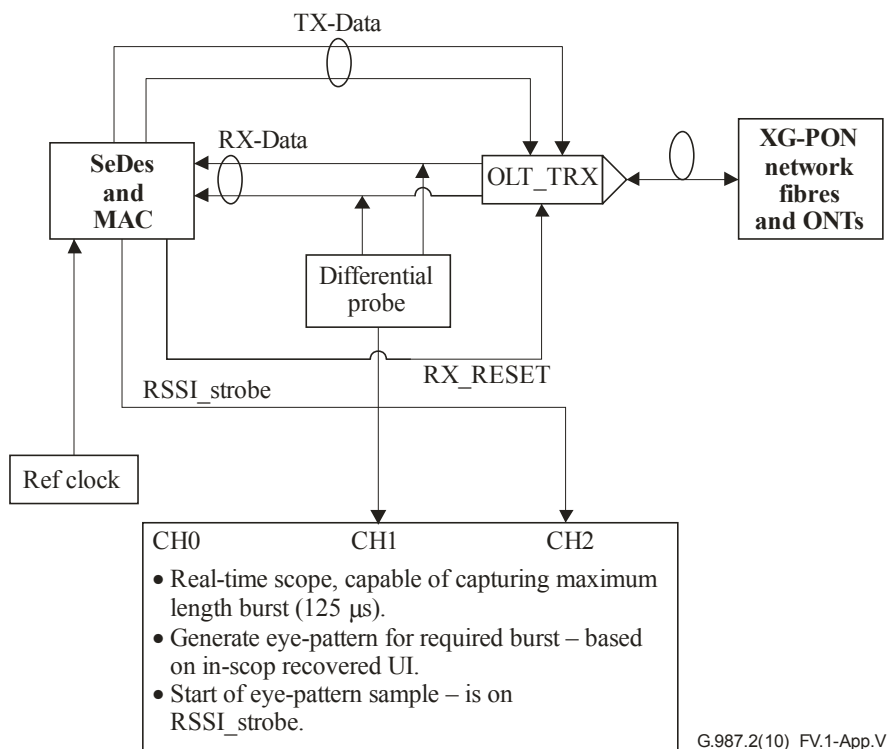 TX-Data
RX-Data
SeDes
and
MAC
OLT_TRX
XG-PON
network
fibres
and ONTs
Differential
probe
RX_RESET
RSSI_strobe
Ref clock
CH0 CH1 CH2
• Real-time scope, capable of capturing maximum
length burst (125 μs).
• Generate eye-pattern for required burst – based
on in-scop recovered UI.
• Start of eye-pattern sample – is on
RSSI_strobe.
G.987.2(10)_FV.1-App.V